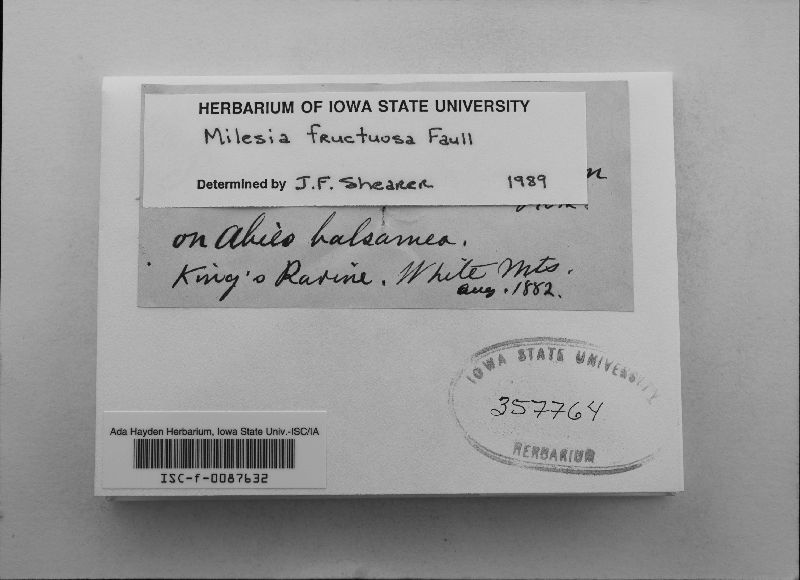 HERBARIUM OF IOWA STATE UNIVERSITY
Milesia fructuosa Faull
Determined by J.F. Shearer 1989
on Abies balsamea.
King's Ravine. White Mts.
Aug. 1882.
IOWA STATE UNIVERSITY
357764
HERBARIUM
Ada Hayden Herbarium, Iowa State Univ.-ISC/IA
ISC-f-0087632